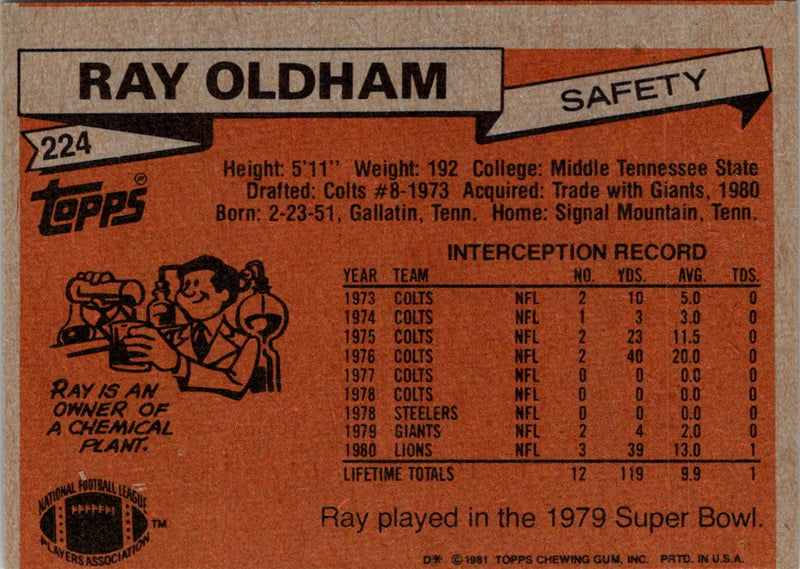 RAY OLDHAM
SAFETY
224
topps®
Height: 5'11" Weight: 192 College: Middle Tennessee State
Drafted: Colts #8-1973 Acquired: Trade with Giants, 1980
Born: 2-23-51, Gallatin, Tenn. Home: Signal Mountain, Tenn.
INTERCEPTION RECORD
YEAR TEAM NO. YDS. AVG. TDS.
1973 COLTS NFL 2 10 5.0 0
1974 COLTS NFL 1 3 3.0 0
1975 COLTS NFL 2 23 11.5 0
1976 COLTS NFL 2 40 20.0 0
1977 COLTS NFL 0 0 0.0 0
1978 COLTS NFL 0 0 0.0 0
1978 STEELERS NFL 0 0 0.0 0
1979 GIANTS NFL 2 4 2.0 0
1980 LIONS NFL 3 39 13.0 1
LIFETIME TOTALS 12 119 9.9 1
RAY IS AN
OWNER OF
A CHEMICAL
PLANT.
NATIONAL FOOTBALL LEAGUE
PLAYERS ASSOCIATION
™
Ray played in the 1979 Super Bowl.
D* © 1981 TOPPS CHEWING GUM, INC. PRTD. IN U.S.A.